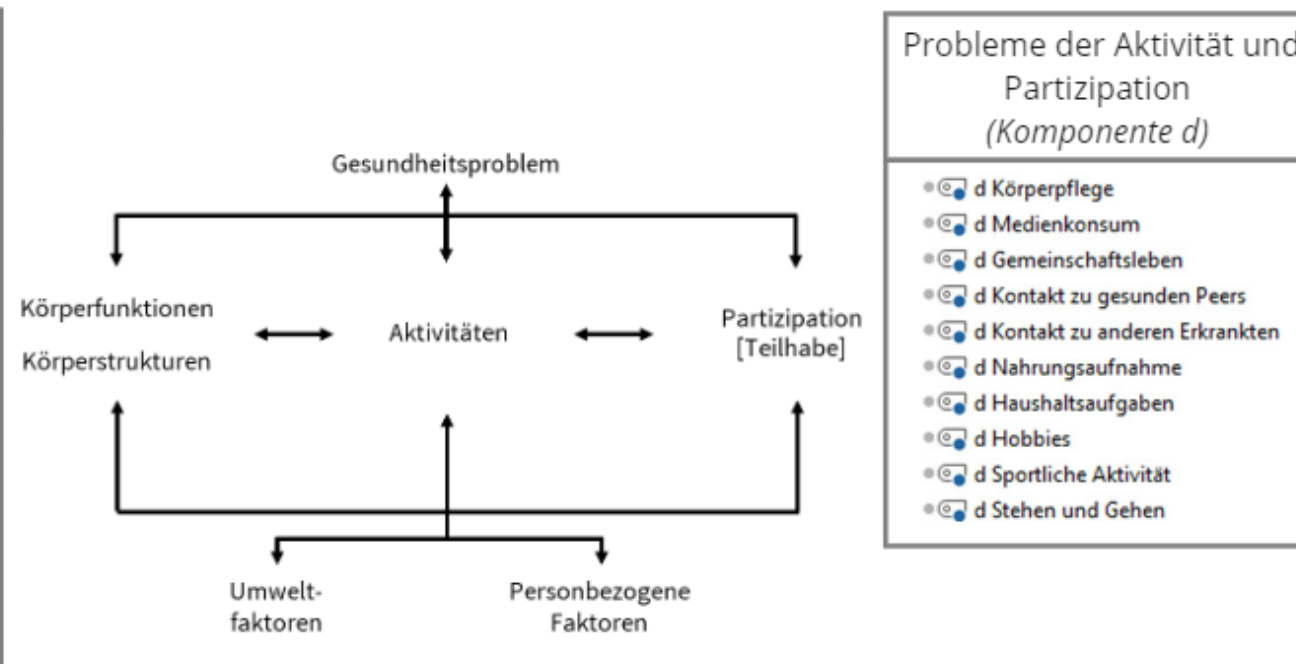 Gesundheitsproblem
Körperfunktionen
Körperstrukturen
Aktivitäten
Partizipation
[Teilhabe]
Umwelt-
faktoren
Personbezogene
Faktoren
Probleme der Aktivität und
Partizipation
(Komponente d)
d Körperpflege
d Medienkonsum
d Gemeinschaftsleben
d Kontakt zu gesunden Peers
d Kontakt zu anderen Erkrankten
d Nahrungsaufnahme
d Haushaltsaufgaben
d Hobbies
d Sportliche Aktivität
d Stehen und Gehen